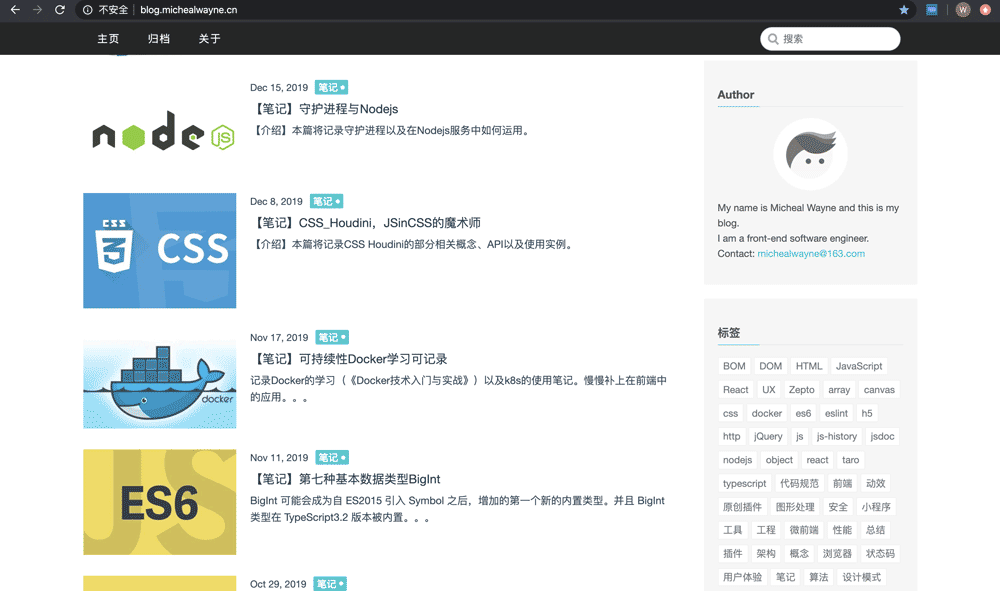 不安全 | blog.michealwayne.cn
W
主页 归档 关于
搜索
Dec 15, 2019 笔记
【笔记】守护进程与Nodejs
【介绍】本篇将记录守护进程以及在Nodejs服务中如何运用。
node
JS
Dec 8, 2019 笔记
【笔记】CSS_Houdini，JSinCSS的魔术师
【介绍】本篇将记录CSS Houdini的部分相关概念、API以及使用实例。
CSS
3
CSS
Nov 17, 2019 笔记
【笔记】可持续性Docker学习可记录
记录Docker的学习（《Docker技术入门与实战》）以及k8s的使用笔记。慢慢补上在前端中
的应用。。。
docker
Nov 11, 2019 笔记
【笔记】第七种基本数据类型BigInt
BigInt 可能会成为自 ES2015 引入 Symbol 之后，增加的第一个新的内置类型。并且 BigInt
类型在 TypeScript3.2 版本被内置。。。
JS
ES6
Oct 29, 2019 笔记
Author
My name is Micheal Wayne and this is my
blog.
I am a front-end software engineer.
Contact: michealwayne@163.com
标签
BOM DOM HTML JavaScript
React UX Zepto array canvas
css docker es6 eslint h5
http jQuery js js-history jsdoc
nodejs object react taro
typescript 代码规范 前端 动效
原创插件 图形处理 安全 小程序
工具 工程 微前端 性能 总结
插件 架构 概念 浏览器 状态码
用户体验 笔记 算法 设计模式